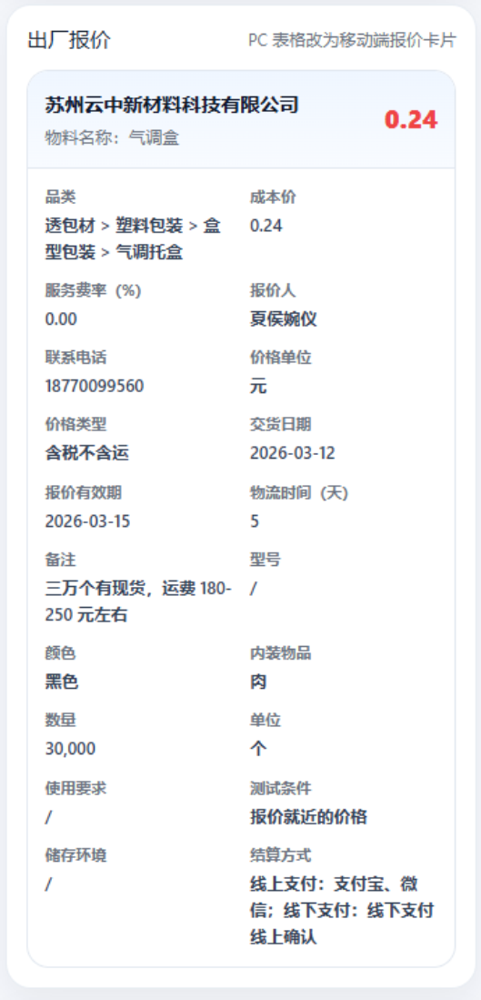 出厂报价 PC 表格改为移动端报价卡片
苏州云中新材料科技有限公司
0.24
物料名称：气调盒
品类 成本价
透包材 > 塑料包装 > 盒 0.24
型包装 > 气调托盒
服务费率（%） 报价人
0.00 夏侯婉仪
联系电话 价格单位
18770099560 元
价格类型 交货日期
含税不含运 2026-03-12
报价有效期 物流时间（天）
2026-03-15 5
备注 型号
三万个有现货，运费 180- /
250 元左右
颜色 内装物品
黑色 肉
数量 单位
30,000 个
使用要求 测试条件
/ 报价就近的价格
储存环境 结算方式
/ 线上支付：支付宝、微
信；线下支付：线下支付
线上确认